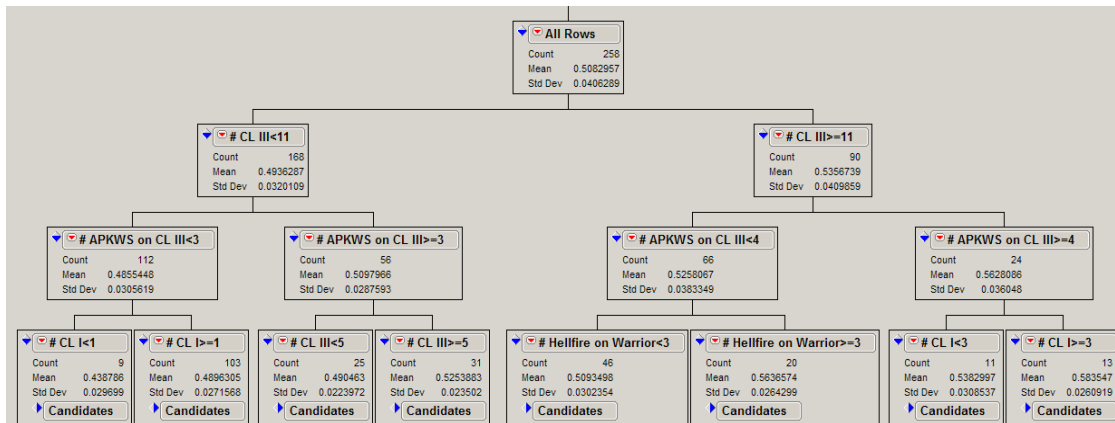 All Rows
Count 258
Mean 0.5082957
Std Dev 0.0406289
# CL III<11
Count 168
Mean 0.4936287
Std Dev 0.0320109
# CL III>=11
Count 90
Mean 0.5356739
Std Dev 0.0409859
# APKWS on CL III<3
Count 112
Mean 0.4855448
Std Dev 0.0305619
# APKWS on CL III>=3
Count 56
Mean 0.5097966
Std Dev 0.0287593
# APKWS on CL III<4
Count 66
Mean 0.5258067
Std Dev 0.0383349
# APKWS on CL III>=4
Count 24
Mean 0.5628086
Std Dev 0.036048
# CL I<1
Count 9
Mean 0.438786
Std Dev 0.029699
Candidates
# CL I>=1
Count 103
Mean 0.4896305
Std Dev 0.0271568
Candidates
# CL III<5
Count 25
Mean 0.490463
Std Dev 0.0223972
Candidates
# CL III>=5
Count 31
Mean 0.5253883
Std Dev 0.023502
Candidates
# Hellfire on Warrior<3
Count 46
Mean 0.5093498
Std Dev 0.0302354
Candidates
# Hellfire on Warrior>=3
Count 20
Mean 0.5636574
Std Dev 0.0264299
Candidates
# CL I<3
Count 11
Mean 0.5382997
Std Dev 0.0308537
Candidates
# CL I>=3
Count 13
Mean 0.583547
Std Dev 0.0260919
Candidates